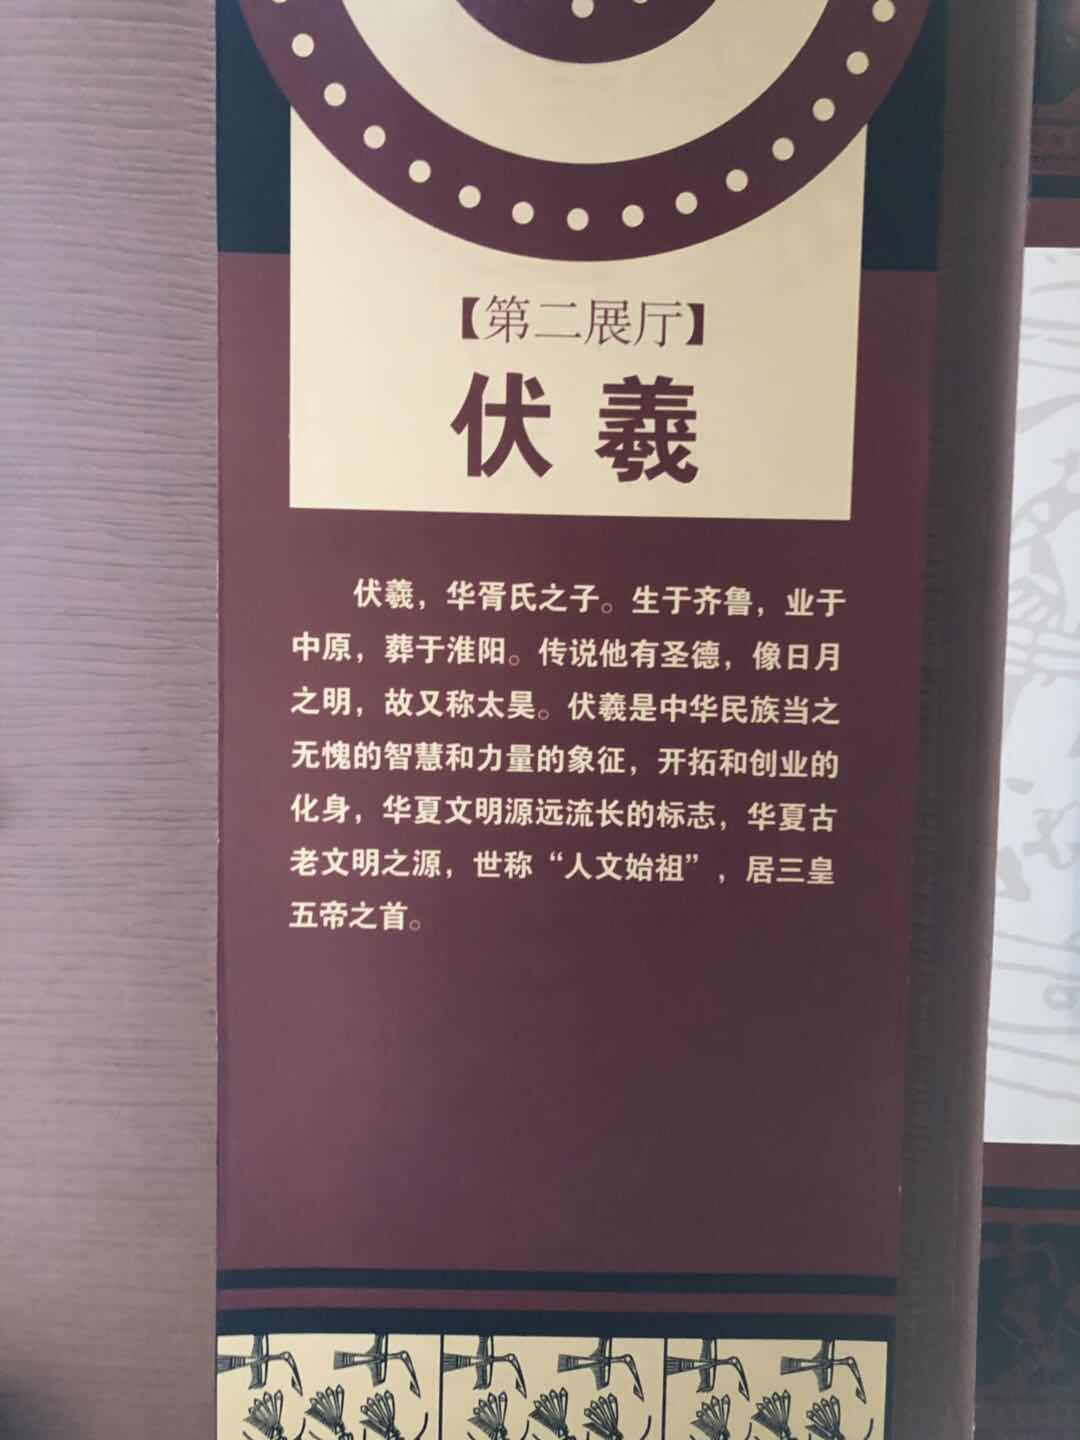 【第二展厅】
伏羲
伏羲，华胥氏之子。生于齐鲁，业于
中原，葬于淮阳。传说他有圣德，像日月
之明，故又称太昊。伏羲是中华民族当之
无愧的智慧和力量的象征，开拓和创业的
化身，华夏文明源远流长的标志，华夏古
老文明之源，世称“人文始祖”，居三皇
五帝之首。